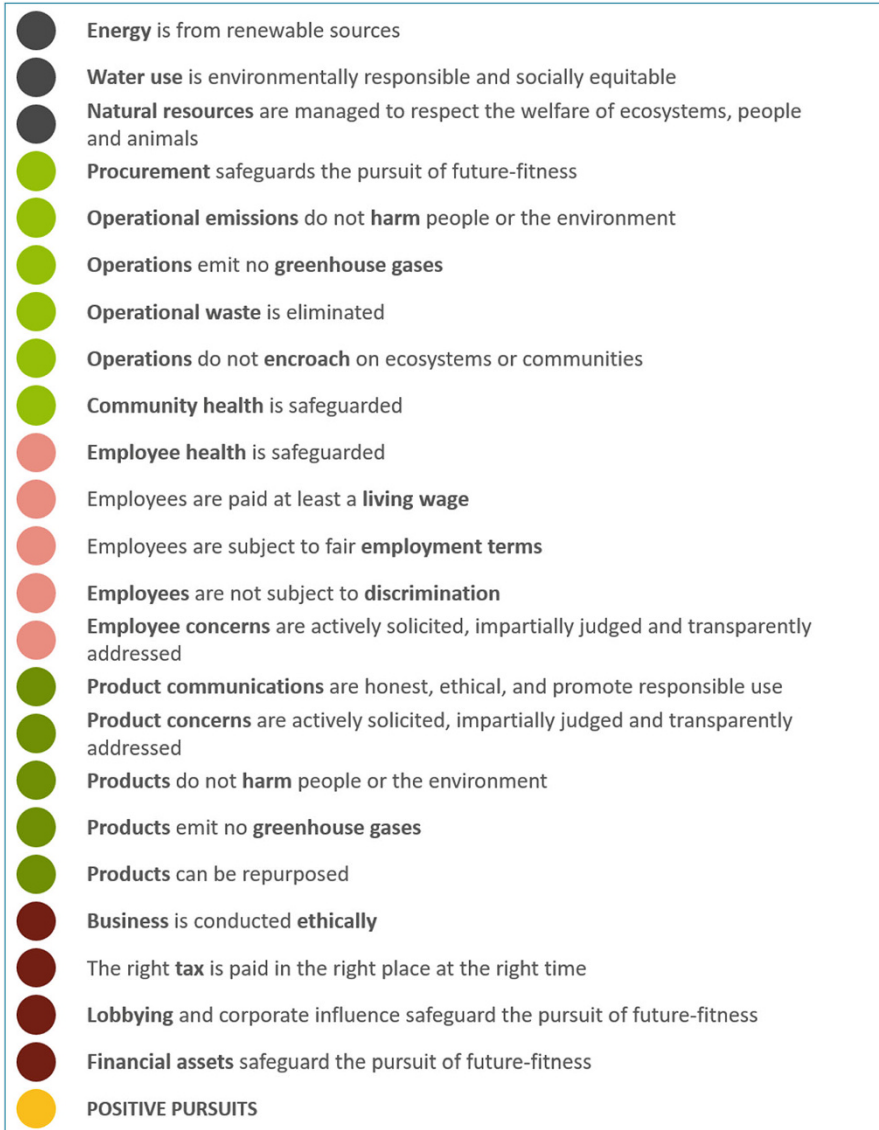 Energy is from renewable sources
Water use is environmentally responsible and socially equitable
Natural resources are managed to respect the welfare of ecosystems, people
and animals
Procurement safeguards the pursuit of future-fitness
Operational emissions do not harm people or the environment
Operations emit no greenhouse gases
Operational waste is eliminated
Operations do not encroach on ecosystems or communities
Community health is safeguarded
Employee health is safeguarded
Employees are paid at least a living wage
Employees are subject to fair employment terms
Employees are not subject to discrimination
Employee concerns are actively solicited, impartially judged and transparently
addressed
Product communications are honest, ethical, and promote responsible use
Product concerns are actively solicited, impartially judged and transparently
addressed
Products do not harm people or the environment
Products emit no greenhouse gases
Products can be repurposed
Business is conducted ethically
The right tax is paid in the right place at the right time
Lobbying and corporate influence safeguard the pursuit of future-fitness
Financial assets safeguard the pursuit of future-fitness
POSITIVE PURSUITS